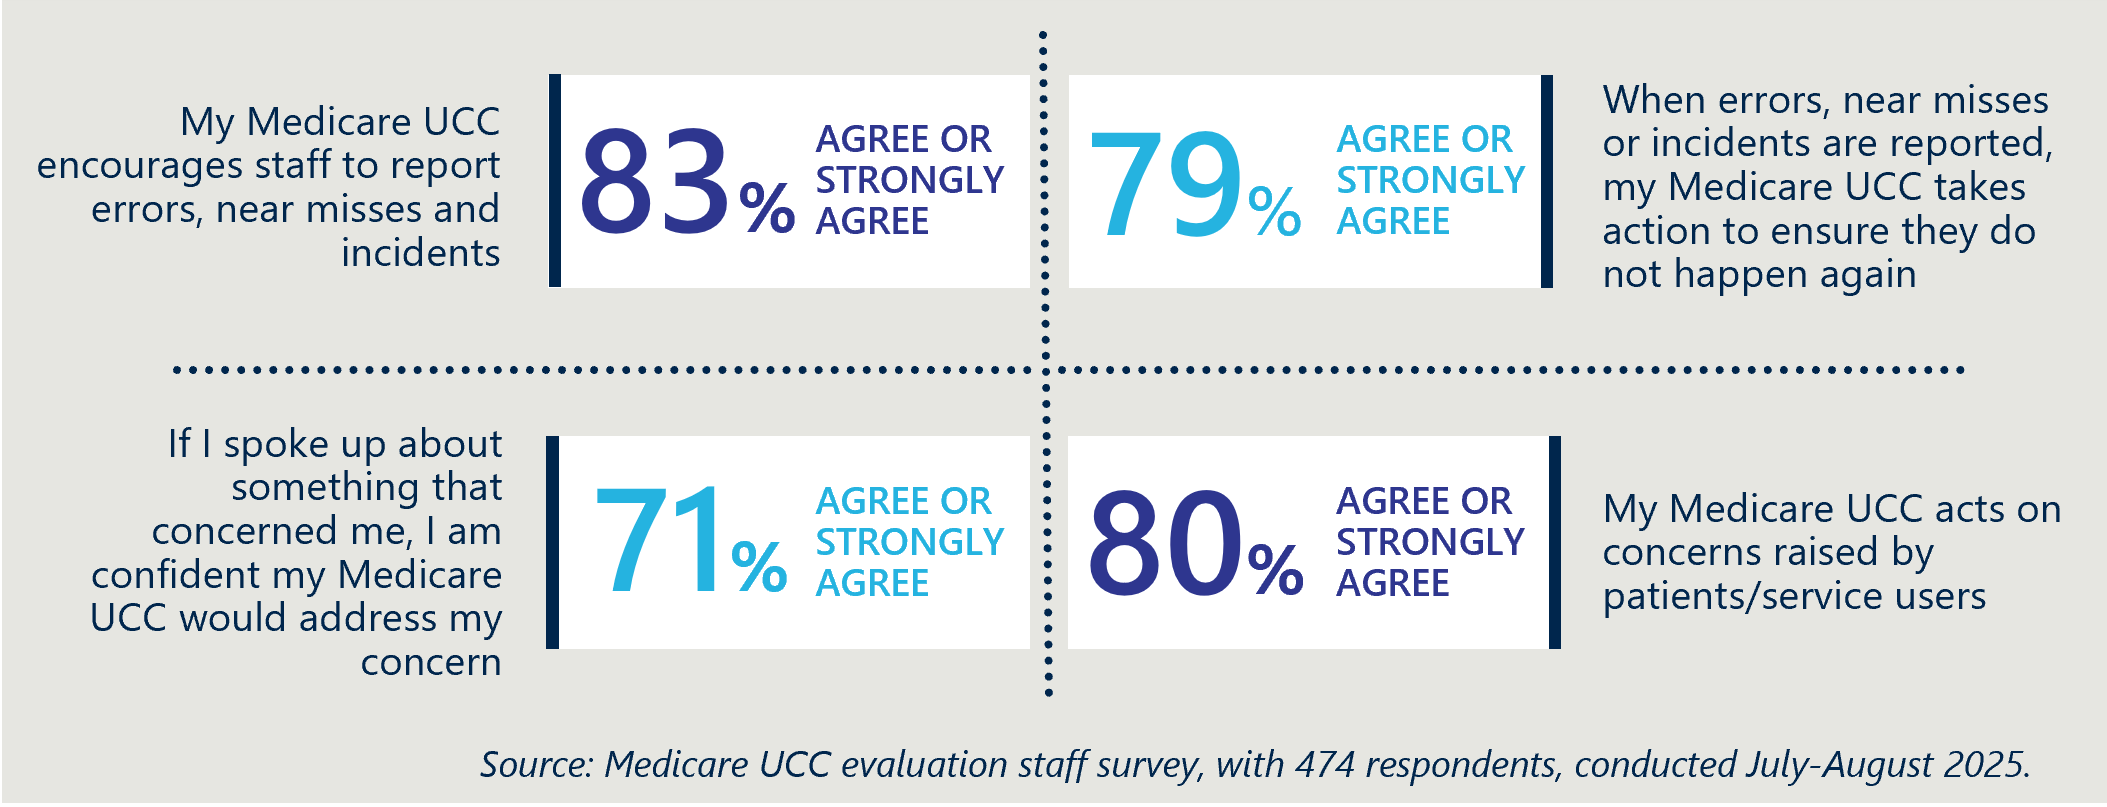 My Medicare UCC
encourages staff to report
errors, near misses and
incidents
83%
AGREE OR
STRONGLY
AGREE
79%
AGREE OR
STRONGLY
AGREE
When errors, near misses
or incidents are reported,
my Medicare UCC takes
action to ensure they do
not happen again
If I spoke up about
something that
concerned me, I am
confident my Medicare
UCC would address my
concern
71%
AGREE OR
STRONGLY
AGREE
80%
AGREE OR
STRONGLY
AGREE
My Medicare UCC acts on
concerns raised by
patients/service users
Source: Medicare UCC evaluation staff survey, with 474 respondents, conducted July-August 2025.